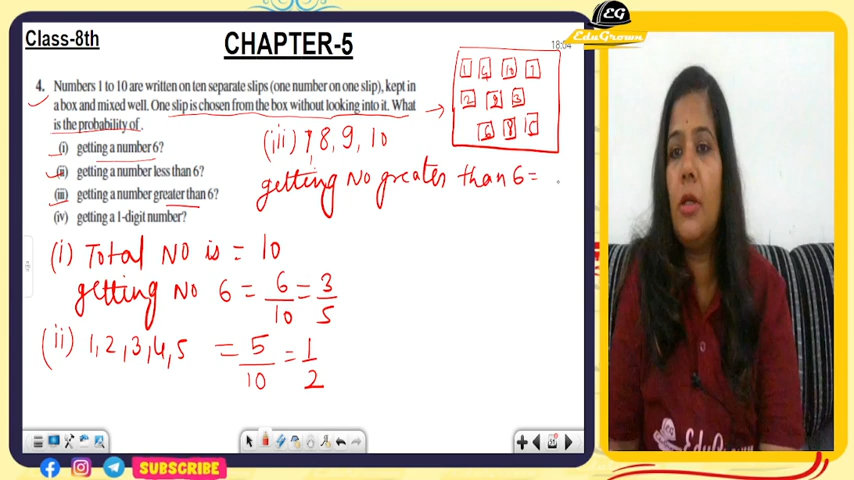 Class-8th
CHAPTER-5
EG
EduGrown
18:04
4. Numbers 1 to 10 are written on ten separate slips (one number on one slip), kept in
a box and mixed well. One slip is chosen from the box without looking into it. What
is the probability of.
(i) getting a number 6?
(ii) getting a number less than 6?
(iii) getting a number greater than 6?
(iv) getting a 1-digit number?
(iii) 7, 8, 9, 10
getting No greater than 6 =
(i) Total NO is = 10
getting No 6 = 6/10 = 3/5
(ii) 1, 2, 3, 4, 5 = 5/10 = 1/2
EduGrown
SUBSCRIBE